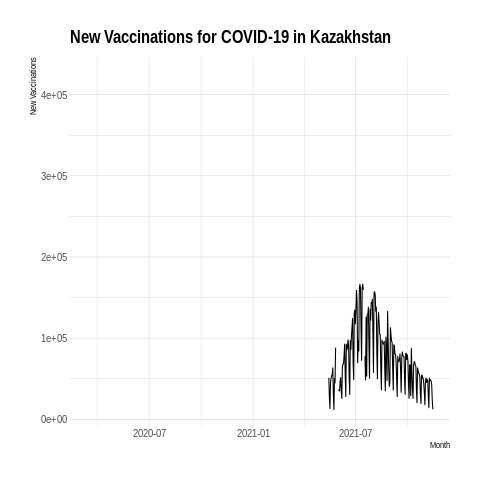 New Vaccinations for COVID-19 in Kazakhstan
New Vaccinations
4e+05
3e+05
2e+05
1e+05
0e+00
2020-07
2021-01
2021-07
Month